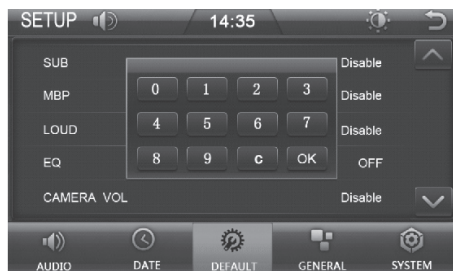 SETUP 14:35
SUB Disable
0 1 2 3
MBP Disable
4 5 6 7
LOUD Disable
8 9 c OK
EQ OFF
CAMERA VOL Disable
AUDIO DATE DEFAULT GENERAL SYSTEM